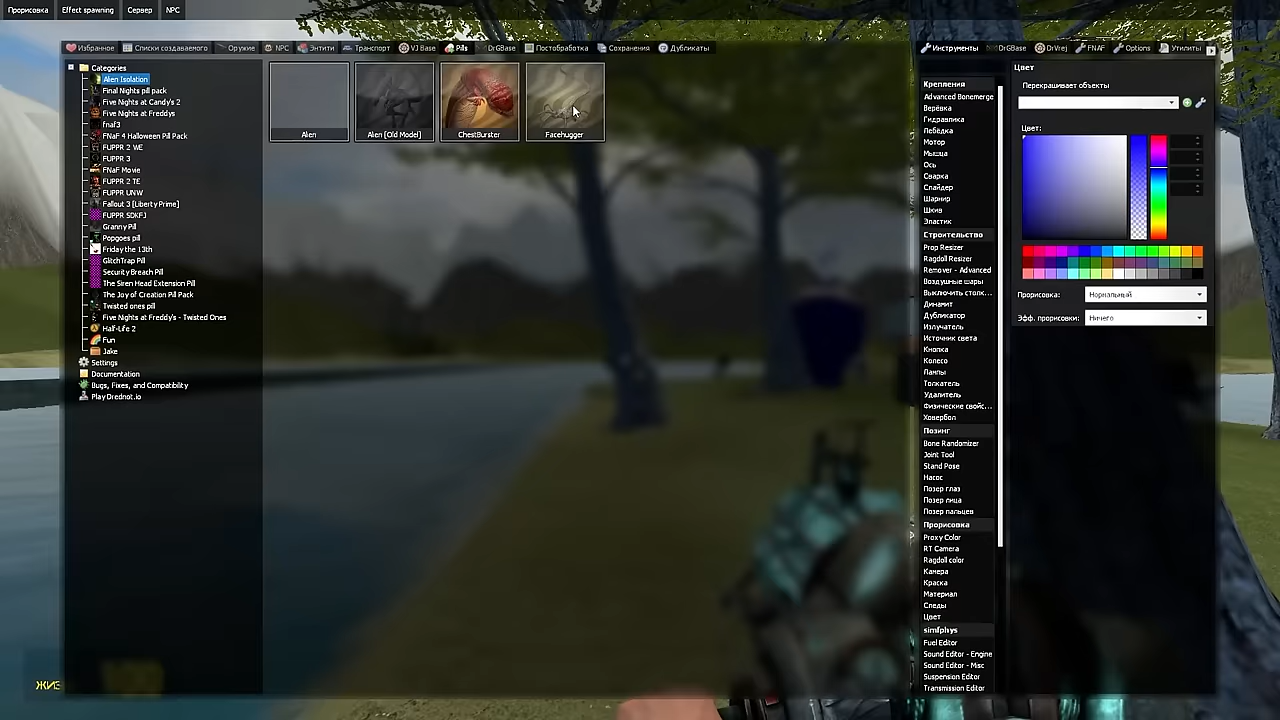 Прорисовка Effect spawning Сервер NPC
Избранное Списки создаваемого Оружие NPC Энтити Транспорт VJ Base Pills DrGBase Постобработка Сохранения Дубликаты
Инструменты DrGBase DrVrej FNAF Options Утилиты
Categories
Alien Isolation
Final Nights pill pack
Five Nights at Candy's 2
Five Nights at Freddys
fnaf3
FNaF 4 Halloween Pill Pack
FUPPR 2 WE
FUPPR 3
FNaF Movie
FUPPR 2 TE
FUPPR UNW
Fallout 3 [Liberty Prime]
FUPPR SDKFJ
Granny Pill
Popgoes pill
Friday the 13th
GlitchTrap Pill
Security Breach Pill
The Siren Head Extension Pill
The Joy of Creation Pill Pack
Twisted ones pill
Five Nights at Freddy's - Twisted Ones
Half-Life 2
Fun
Jake
Settings
Documentation
Bugs, Fixes, and Compatibility
Play Drednot.io
Alien
Alien [Old Model]
ChestBurster
Facehugger
Крепления
Advanced Bonemerge
Верёвка
Гидравлика
Лебёдка
Мотор
Мышца
Ось
Сварка
Слайдер
Шарнир
Шкив
Эластик
Строительство
Prop Resizer
Ragdoll Resizer
Remover - Advanced
Воздушные шары
Выключить столк...
Динамит
Дубликатор
Излучатель
Источник света
Кнопка
Колесо
Лампы
Толкатель
Удалитель
Физические свойс...
Ховербол
Позинг
Bone Randomizer
Joint Tool
Stand Pose
Насос
Позер глаз
Позер лица
Позер пальцев
Прорисовка
Proxy Color
RT Camera
Ragdoll color
Камера
Краска
Материал
Следы
Цвет
simfphys
Fuel Editor
Sound Editor - Engine
Sound Editor - Misc
Suspension Editor
Transmission Editor
Цвет
Перекрашивает объекты
Цвет:
Прорисовка: Нормальный
Эфф. прорисовки: Ничего